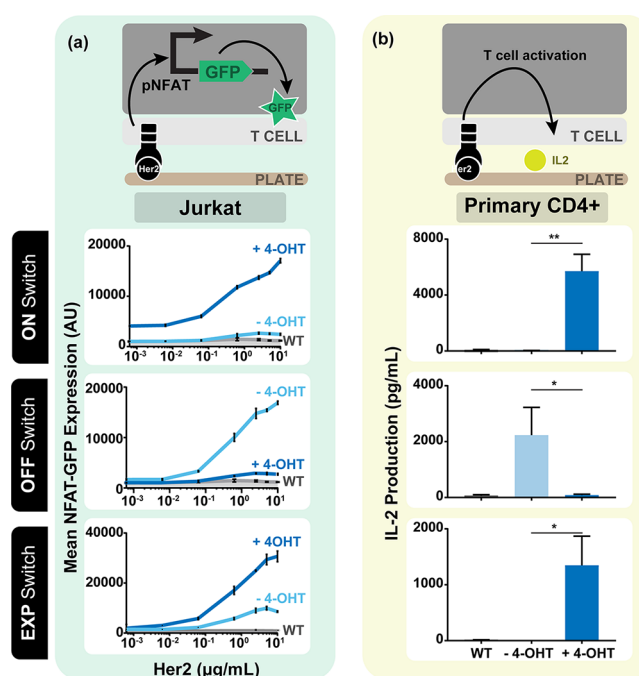 (a)
pNFAT
GFP
GFP
T CELL
Her2
PLATE
Jurkat
(b)
T cell activation
T CELL
er2
IL2
PLATE
Primary CD4+
ON Switch
OFF Switch
EXP Switch
Mean NFAT-GFP Expression (AU)
20000
10000
0
+ 4-OHT
- 4-OHT
WT
10-3 10-2 10-1 100 101
20000
10000
0
- 4-OHT
+ 4-OHT
WT
10-3 10-2 10-1 100 101
40000
20000
0
+ 4OHT
- 4-OHT
WT
10-3 10-2 10-1 100 101
Her2 (µg/mL)
IL-2 Production (pg/mL)
8000
4000
0
**
4000
2000
0
*
2000
1000
0
*
WT - 4-OHT + 4-OHT